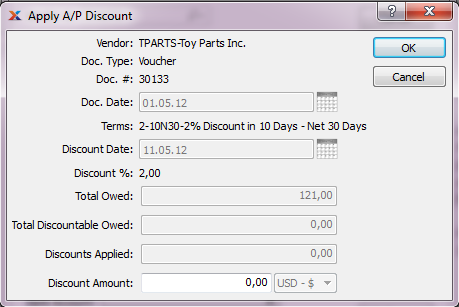 Apply A/P Discount
Vendor: TPARTS-Toy Parts Inc.
OK
Doc. Type: Voucher
Doc. #: 30133
Cancel
Doc. Date: 01.05.12
Terms: 2-10N30-2% Discount in 10 Days - Net 30 Days
Discount Date: 11.05.12
Discount %: 2,00
Total Owed: 121,00
Total Discountable Owed: 0,00
Discounts Applied: 0,00
Discount Amount: 0,00 USD - $